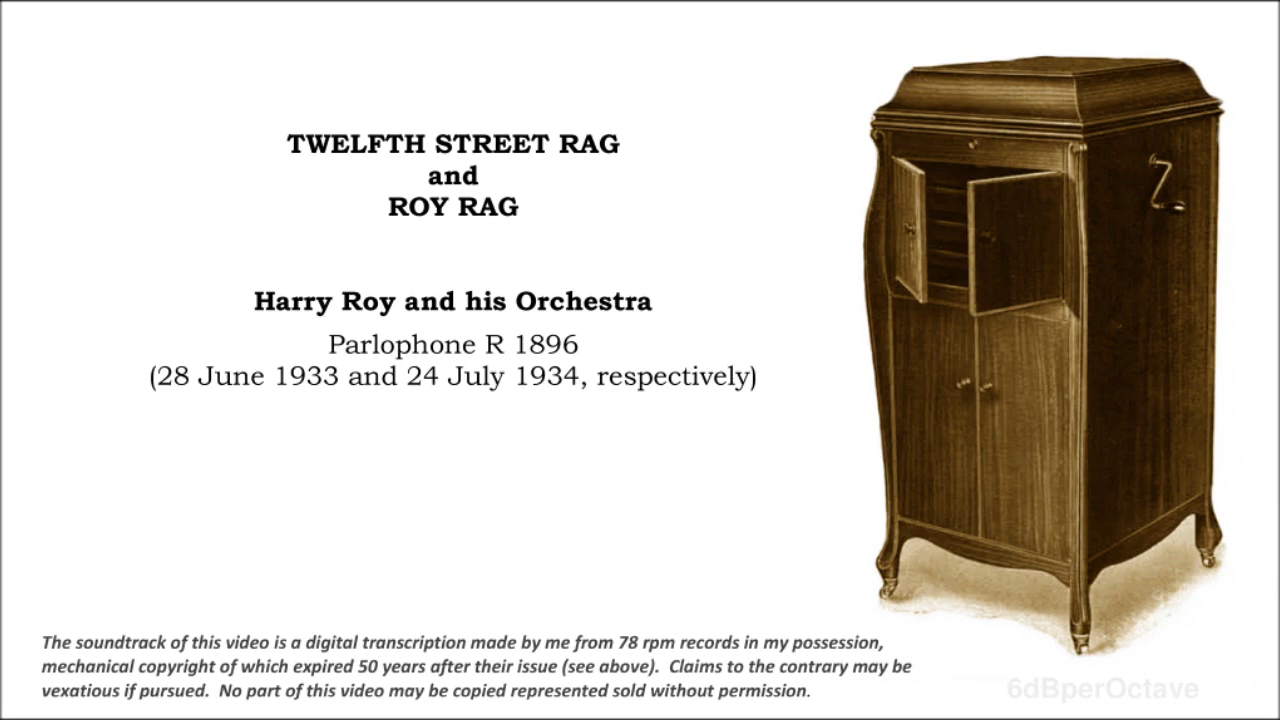 TWELFTH STREET RAG
and
ROY RAG
Harry Roy and his Orchestra
Parlophone R 1896
(28 June 1933 and 24 July 1934, respectively)
The soundtrack of this video is a digital transcription made by me from 78 rpm records in my possession,
mechanical copyright of which expired 50 years after their issue (see above).  Claims to the contrary may be
vexatious if pursued.  No part of this video may be copied represented sold without permission.
6dBperOctave